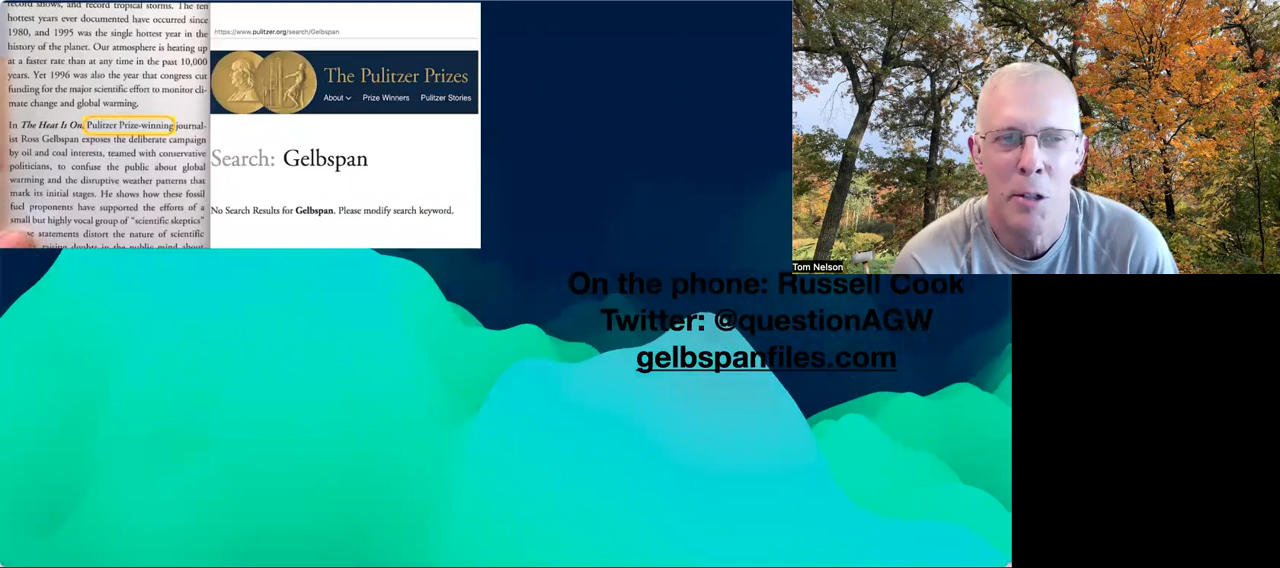 record shows, and record tropical storms. The ten
hottest years ever documented have occurred since
1980, and 1995 was the single hottest year in the
history of the planet. Our atmosphere is heating up
at a faster rate than at any time in the past 10,000
years. Yet 1996 was also the year that congress cut
funding for the major scientific effort to monitor cli-
mate change and global warming.
In The Heat Is On, Pulitzer Prize-winning journal-
ist Ross Gelbspan exposes the deliberate campaign
by oil and coal interests, teamed with conservative
politicians, to confuse the public about global
warming and the disruptive weather patterns that
mark its initial stages. He shows how these fossil
fuel proponents have supported the efforts of a
small but highly vocal group of "scientific skeptics"
statements distort the nature of scientific
raising doubts in the public mind about
https://www.pulitzer.org/search/Gelbspan
The Pulitzer Prizes
About Prize Winners Pulitzer Stories
Search: Gelbspan
No Search Results for Gelbspan. Please modify search keyword.
Tom Nelson
On the phone: Russell Cook
Twitter: @questionAGW
gelbspanfiles.com